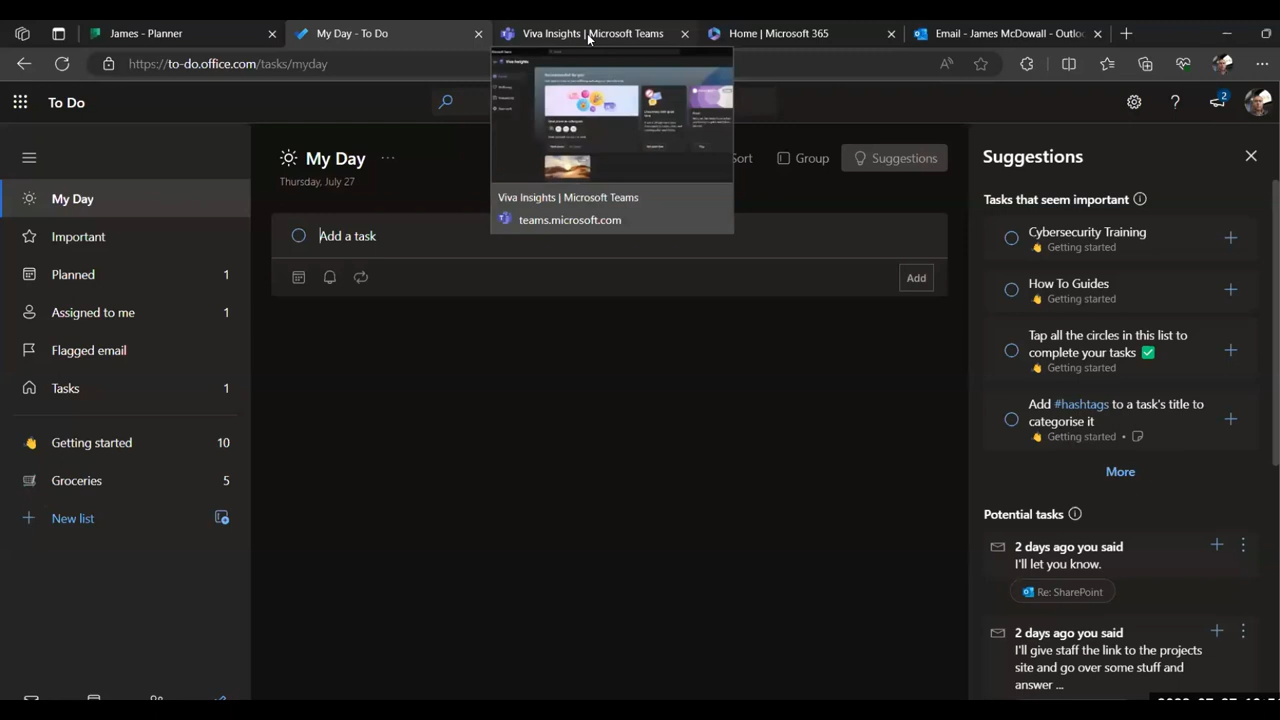 James - Planner
My Day - To Do
Viva Insights | Microsoft Teams
Home | Microsoft 365
Email - James McDowall - Outloo
https://to-do.office.com/tasks/myday
To Do
2
Viva Insights | Microsoft Teams
teams.microsoft.com
My Day
Important
Planned 1
Assigned to me 1
Flagged email
Tasks 1
Getting started 10
Groceries 5
New list
My Day
Thursday, July 27
Sort
Group
Suggestions
Add a task
Add
Suggestions
Tasks that seem important
Cybersecurity Training
Getting started
How To Guides
Getting started
Tap all the circles in this list to
complete your tasks ✅
Getting started
Add #hashtags to a task's title to
categorise it
Getting started •
More
Potential tasks
2 days ago you said
I'll let you know.
Re: SharePoint
2 days ago you said
I'll give staff the link to the projects
site and go over some stuff and
answer ...